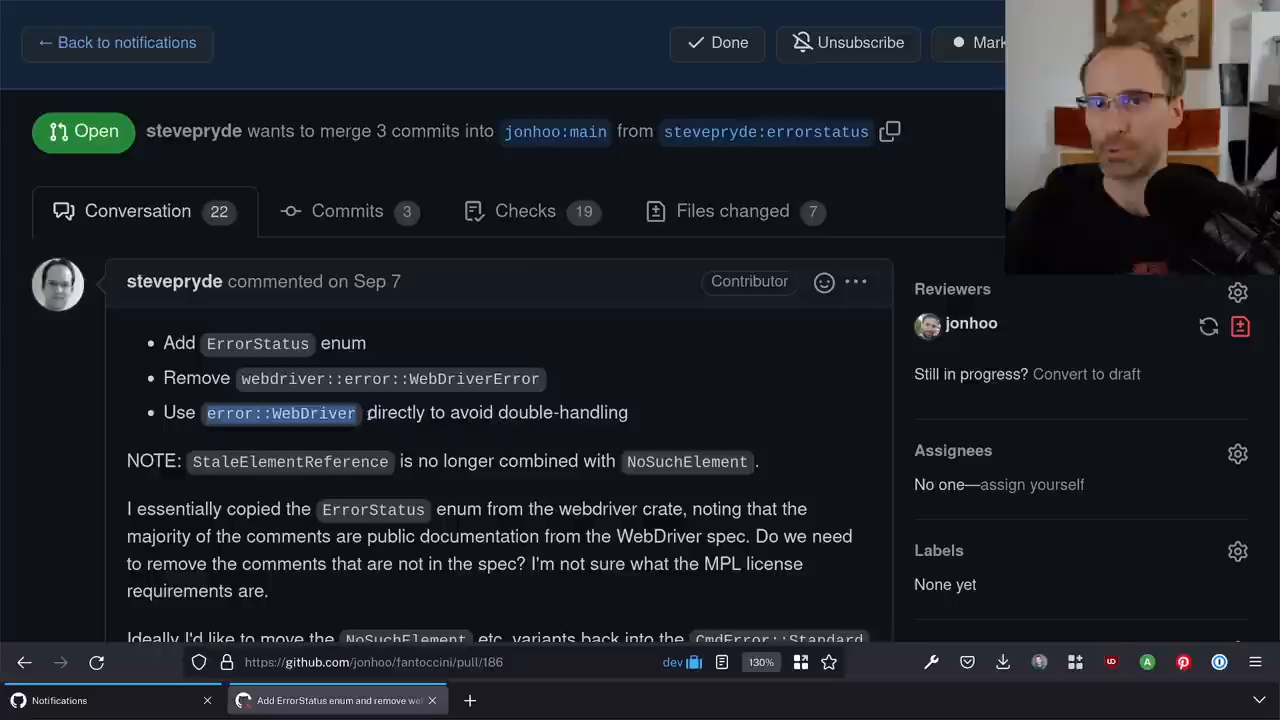 ← Back to notifications
Done
Unsubscribe
Mark
Open
stevepryde wants to merge 3 commits into jonhoo:main from stevepryde:errorstatus
Conversation 22
Commits 3
Checks 19
Files changed 7
stevepryde commented on Sep 7
Contributor
• Add ErrorStatus enum
• Remove webdriver::error::WebDriverError
• Use error::WebDriver directly to avoid double-handling
NOTE: StaleElementReference is no longer combined with NoSuchElement.
I essentially copied the ErrorStatus enum from the webdriver crate, noting that the
majority of the comments are public documentation from the WebDriver spec. Do we need
to remove the comments that are not in the spec? I'm not sure what the MPL license
requirements are.
Ideally I'd like to move the NoSuchElement etc. variants back into the CmdError::Standard
Reviewers
jonhoo
Still in progress? Convert to draft
Assignees
No one—assign yourself
Labels
None yet
https://github.com/jonhoo/fantoccini/pull/186
dev
130%
Notifications
Add ErrorStatus enum and remove we